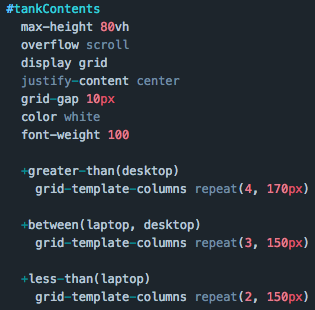 #tankContents
  max-height 80vh
  overflow scroll
  display grid
  justify-content center
  grid-gap 10px
  color white
  font-weight 100

  +greater-than(desktop)
    grid-template-columns repeat(4, 170px)

  +between(laptop, desktop)
    grid-template-columns repeat(3, 150px)

  +less-than(laptop)
    grid-template-columns repeat(2, 150px)